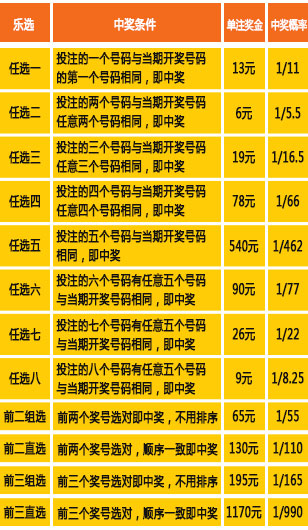 乐选 中奖条件 单注奖金 中奖概率
任选一 投注的一个号码与当期开奖号码 13元 1/11
的第一个号码相同，即中奖
任选二 投注的两个号码与当期开奖号码 6元 1/5.5
任意两个号码相同，即中奖
任选三 投注的三个号码与当期开奖号码 19元 1/16.5
任意三个号码相同，即中奖
任选四 投注的四个号码与当期开奖号码 78元 1/66
任意四个号码相同，即中奖
任选五 投注的五个号码与当期开奖号码 540元 1/462
相同，即中奖
任选六 投注的六个号码有任意五个号码 90元 1/77
与当期开奖号码相同，即中奖
任选七 投注的七个号码有任意五个号码 26元 1/22
与当期开奖号码相同，即中奖
任选八 投注的八个号码有任意五个号码 9元 1/8.25
与当期开奖号码相同，即中奖
前二组选 前两个奖号选对即中奖，不用排序 65元 1/55
前二直选 前两个奖号选对，顺序一致即中奖 130元 1/110
前三组选 前三个奖号选对即中奖，不用排序 195元 1/165
前三直选 前三个奖号选对，顺序一致即中奖 1170元 1/990